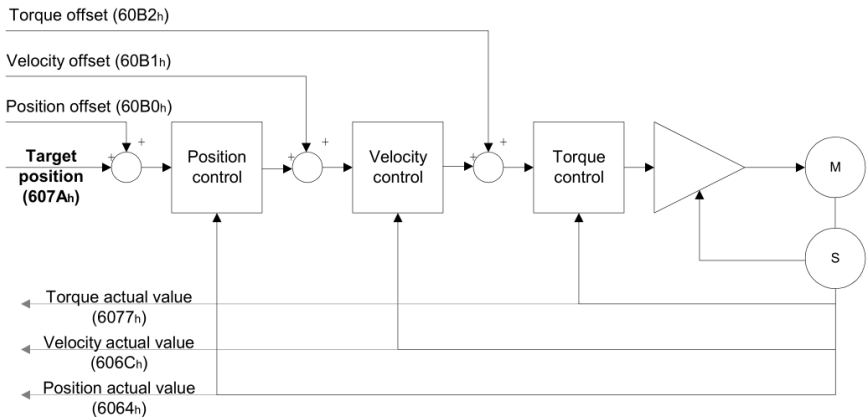 Torque offset (60B2h)
Velocity offset (60B1h)
Position offset (60B0h)
+
+
+
+
+
+
Target
position
(607Ah)
Position
control
Velocity
control
Torque
control
M
S
Torque actual value
(6077h)
Velocity actual value
(606Ch)
Position actual value
(6064h)